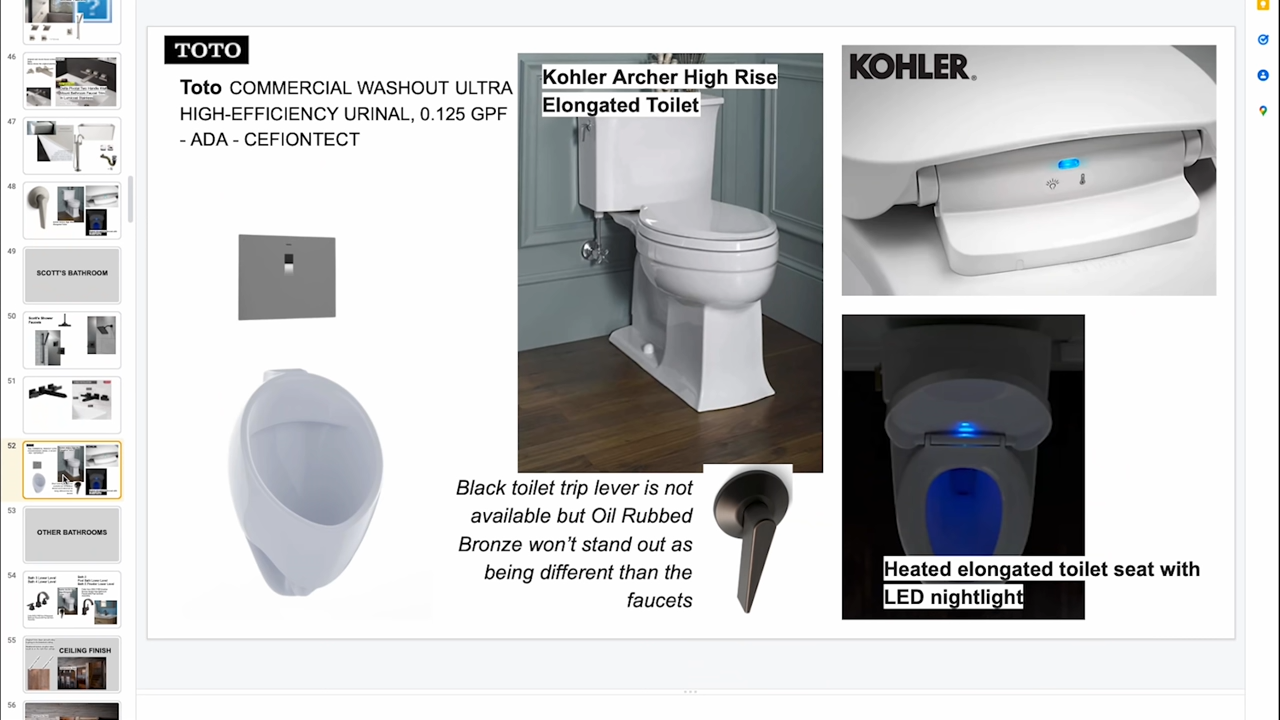 46
47
48
49
SCOTT'S BATHROOM
50
51
52
53
OTHER BATHROOMS
54
55
CEILING FINISH
56
TOTO
Toto COMMERCIAL WASHOUT ULTRA
HIGH-EFFICIENCY URINAL, 0.125 GPF
- ADA - CEFIONTECT
Kohler Archer High Rise
Elongated Toilet
KOHLER
Black toilet trip lever is not
available but Oil Rubbed
Bronze won't stand out as
being different than the
faucets
Heated elongated toilet seat with
LED nightlight